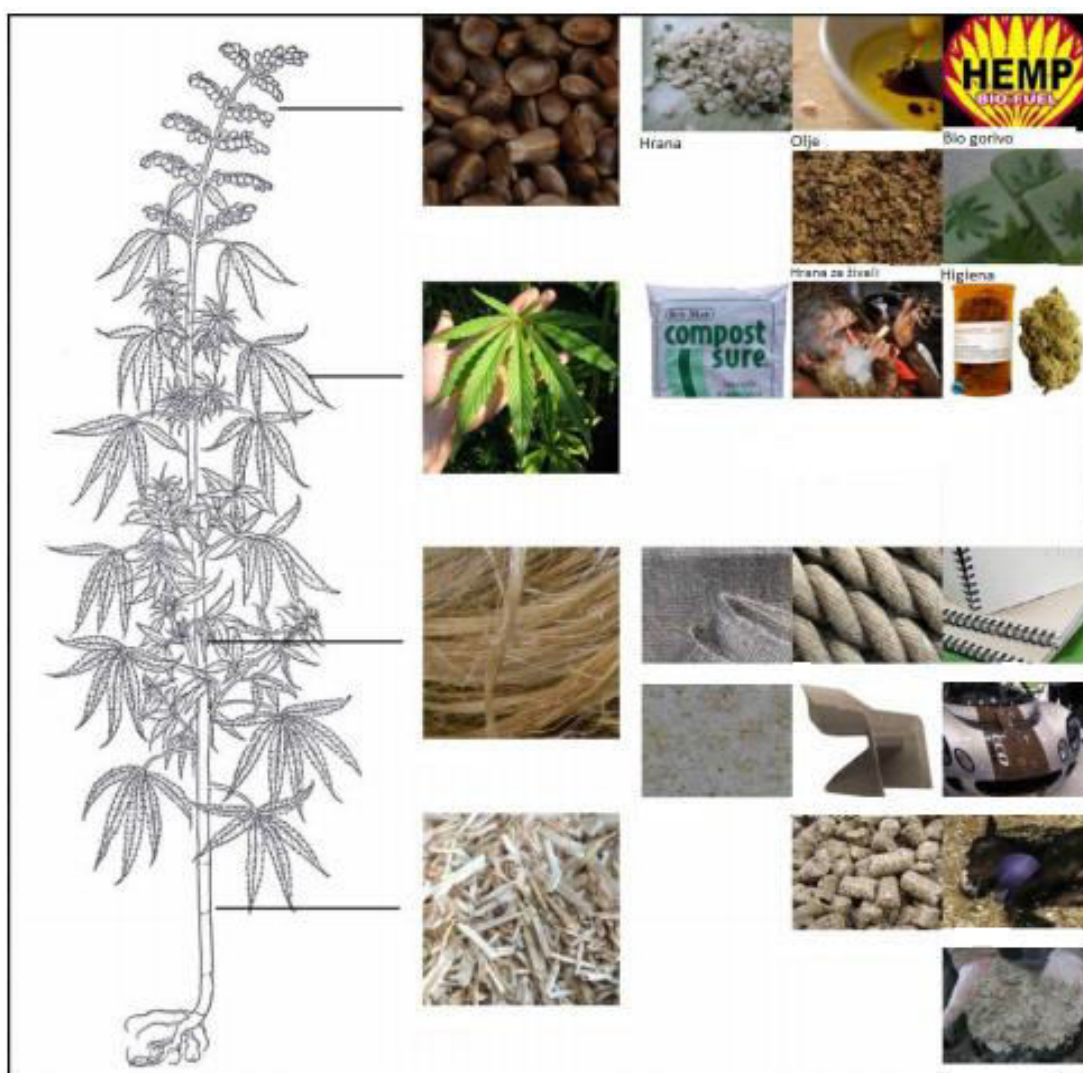 HEMP
BIO FUEL
Hrana
Olje
Bio gorivo
Hrana za živali
Higiena
compost
sure